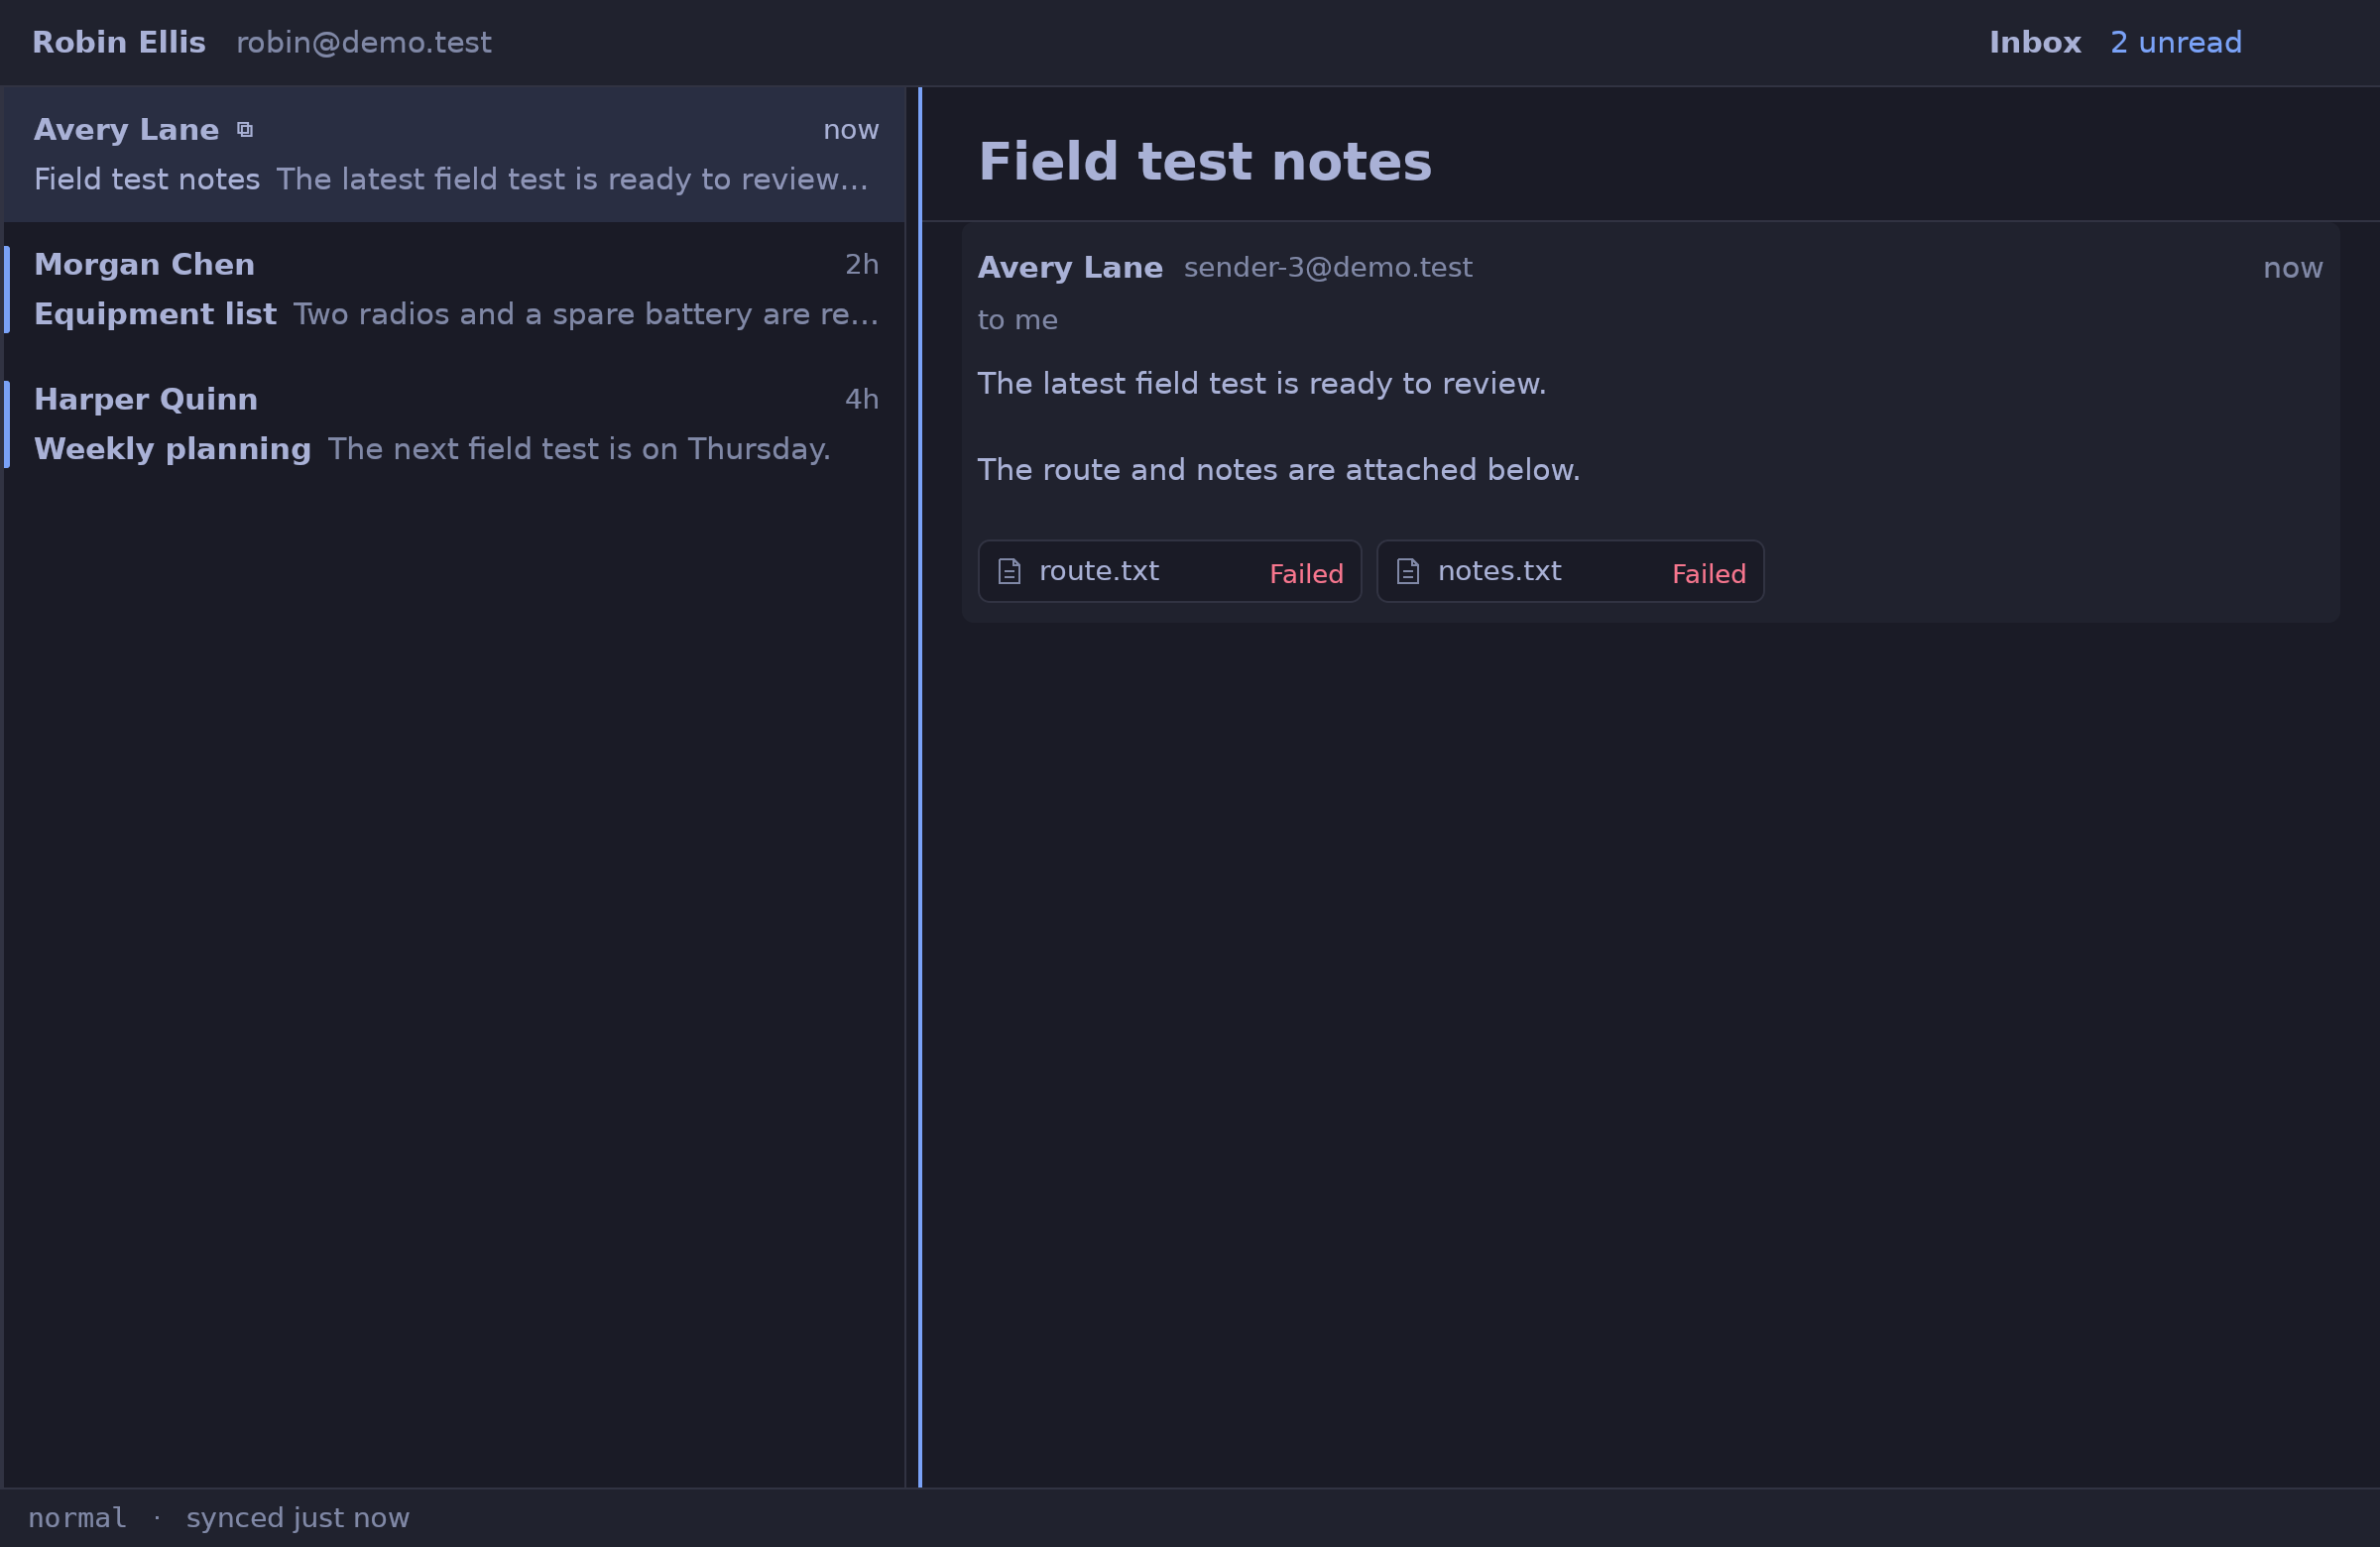 Robin Ellis robin@demo.test Inbox 2 unread
Avery Lane now
Field test notes The latest field test is ready to review…
Morgan Chen 2h
Equipment list Two radios and a spare battery are re…
Harper Quinn 4h
Weekly planning The next field test is on Thursday.
Field test notes
Avery Lane sender-3@demo.test now
to me
The latest field test is ready to review.
The route and notes are attached below.
route.txt Failed notes.txt Failed
normal · synced just now